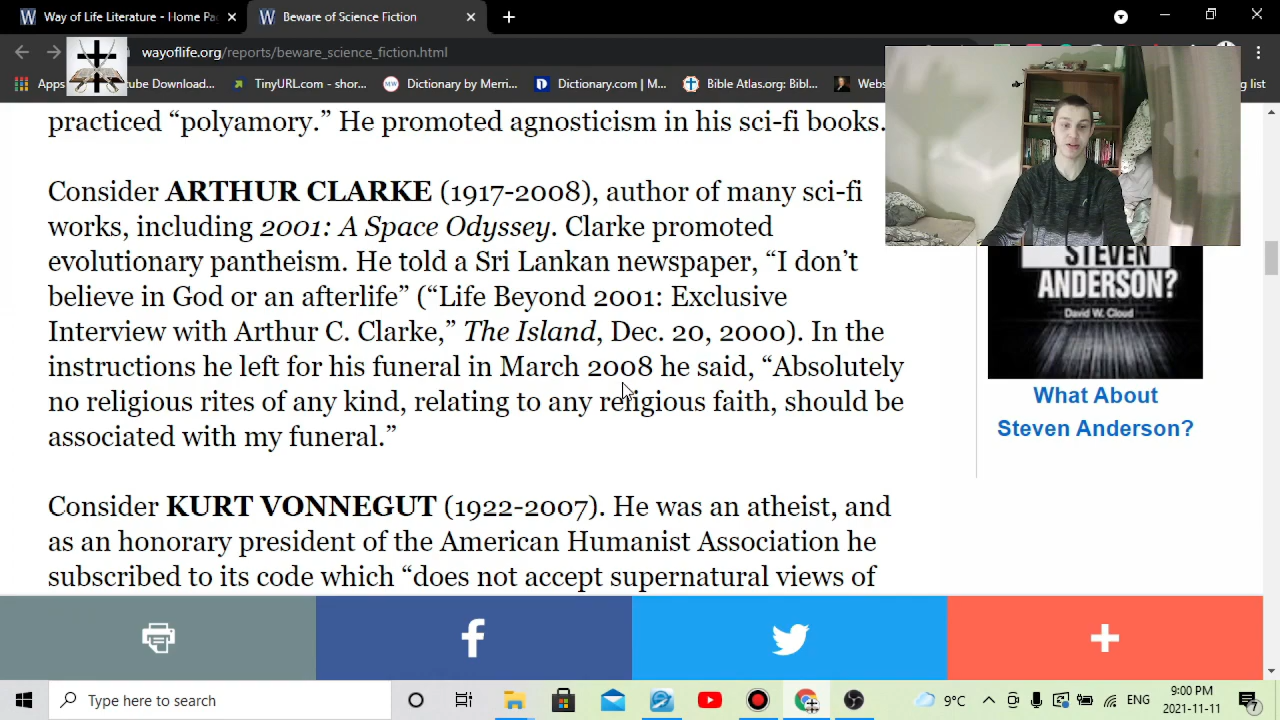 Way of Life Literature - Home Pa
Beware of Science Fiction
wayoflife.org/reports/beware_science_fiction.html
Apps
tube Download...
TinyURL.com - shor...
Dictionary by Merri...
Dictionary.com | M...
Bible Atlas.org: Bibl...
Webs
g list
practiced “polyamory.” He promoted agnosticism in his sci-fi books.
Consider ARTHUR CLARKE (1917-2008), author of many sci-fi
works, including 2001: A Space Odyssey. Clarke promoted
evolutionary pantheism. He told a Sri Lankan newspaper, “I don’t
believe in God or an afterlife” (“Life Beyond 2001: Exclusive
Interview with Arthur C. Clarke,” The Island, Dec. 20, 2000). In the
instructions he left for his funeral in March 2008 he said, “Absolutely
no religious rites of any kind, relating to any religious faith, should be
associated with my funeral.”
Consider KURT VONNEGUT (1922-2007). He was an atheist, and
as an honorary president of the American Humanist Association he
subscribed to its code which “does not accept supernatural views of
STEVEN
ANDERSON?
David W. Cloud
What About
Steven Anderson?
Type here to search
9°C
ENG
9:00 PM
2021-11-11
7